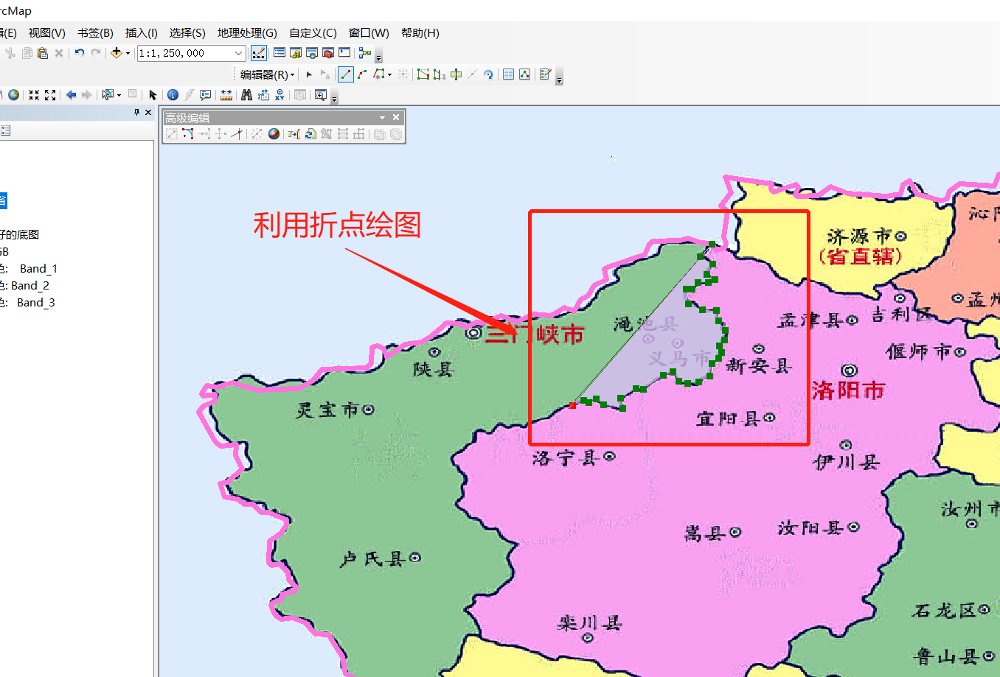 rcMap
辑(E) 视图(V) 书签(B) 插入(I) 选择(S) 地理处理(G) 自定义(C) 窗口(W) 帮助(H)
1:1,250,000
编辑器(R)
XY
高级编辑
省
好的底图
GB
色: Band_1
色: Band_2
色: Band_3
利用折点绘图
济源市
(省直辖)
沁阳
孟州
吉利区
孟津县
渑池县
三门峡市
偃师市
义马市
新安县
陕县
洛阳市
灵宝市
宜阳县
洛宁县
伊川县
汝州市
嵩县
汝阳县
卢氏县
石龙区
栾川县
鲁山县